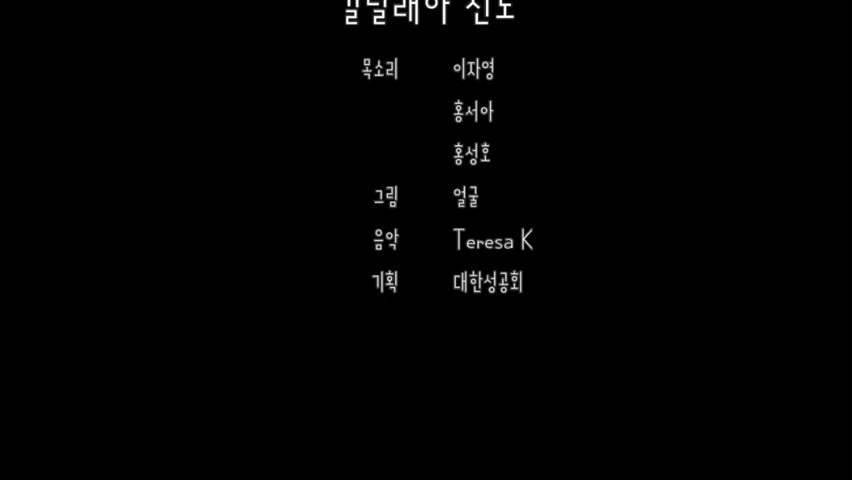 목소리 이자영
홍서아
홍성호
그림 얼굴
음악 Teresa K
기획 대한성공회